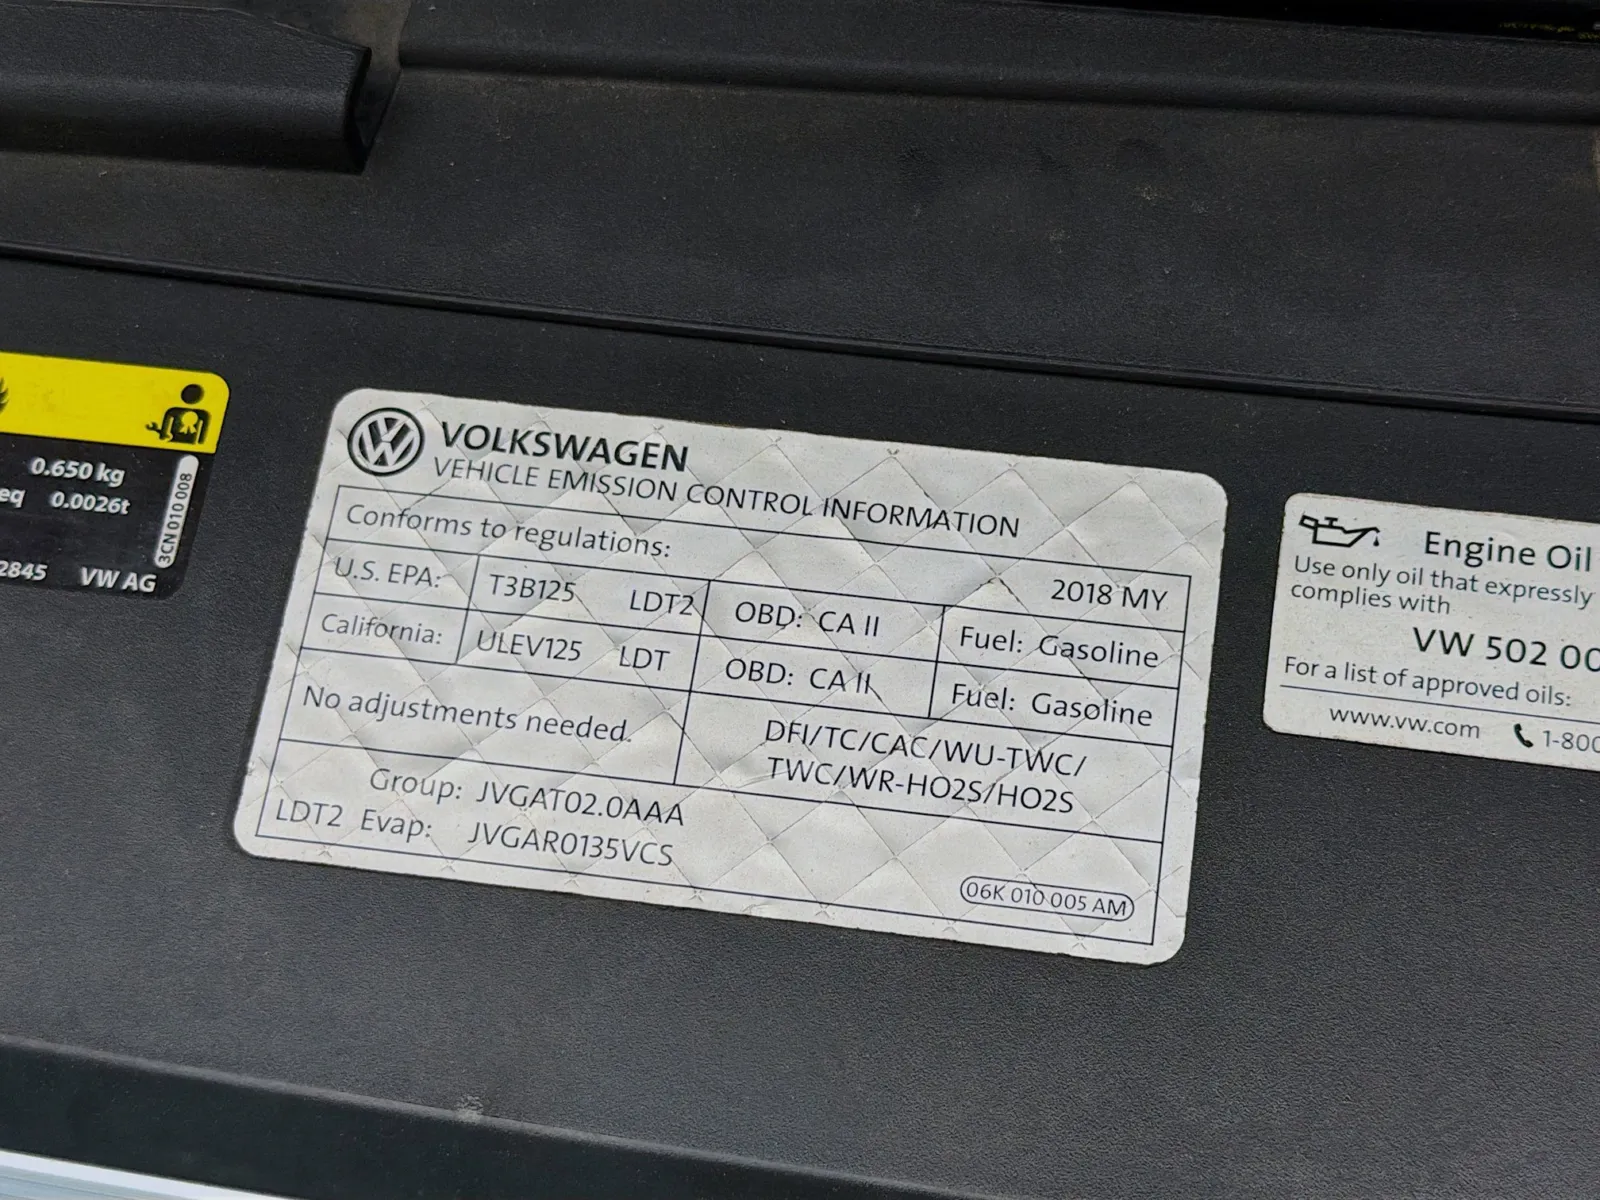 0.650 kg
eq 0.0026t
3CN 010 008
2845 VW AG
VOLKSWAGEN
VEHICLE EMISSION CONTROL INFORMATION
Conforms to regulations: 2018 MY
U.S. EPA: T3B125 LDT2 OBD: CA II Fuel: Gasoline
California: ULEV125 LDT OBD: CA II Fuel: Gasoline
No adjustments needed. DFI/TC/CAC/WU-TWC/
TWC/WR-HO2S/HO2S
Group: JVGAT02.0AAA
LDT2 Evap: JVGAR0135VCS
06K 010 005 AM
Engine Oil
Use only oil that expressly
complies with
VW 502 00
For a list of approved oils:
www.vw.com 1-800